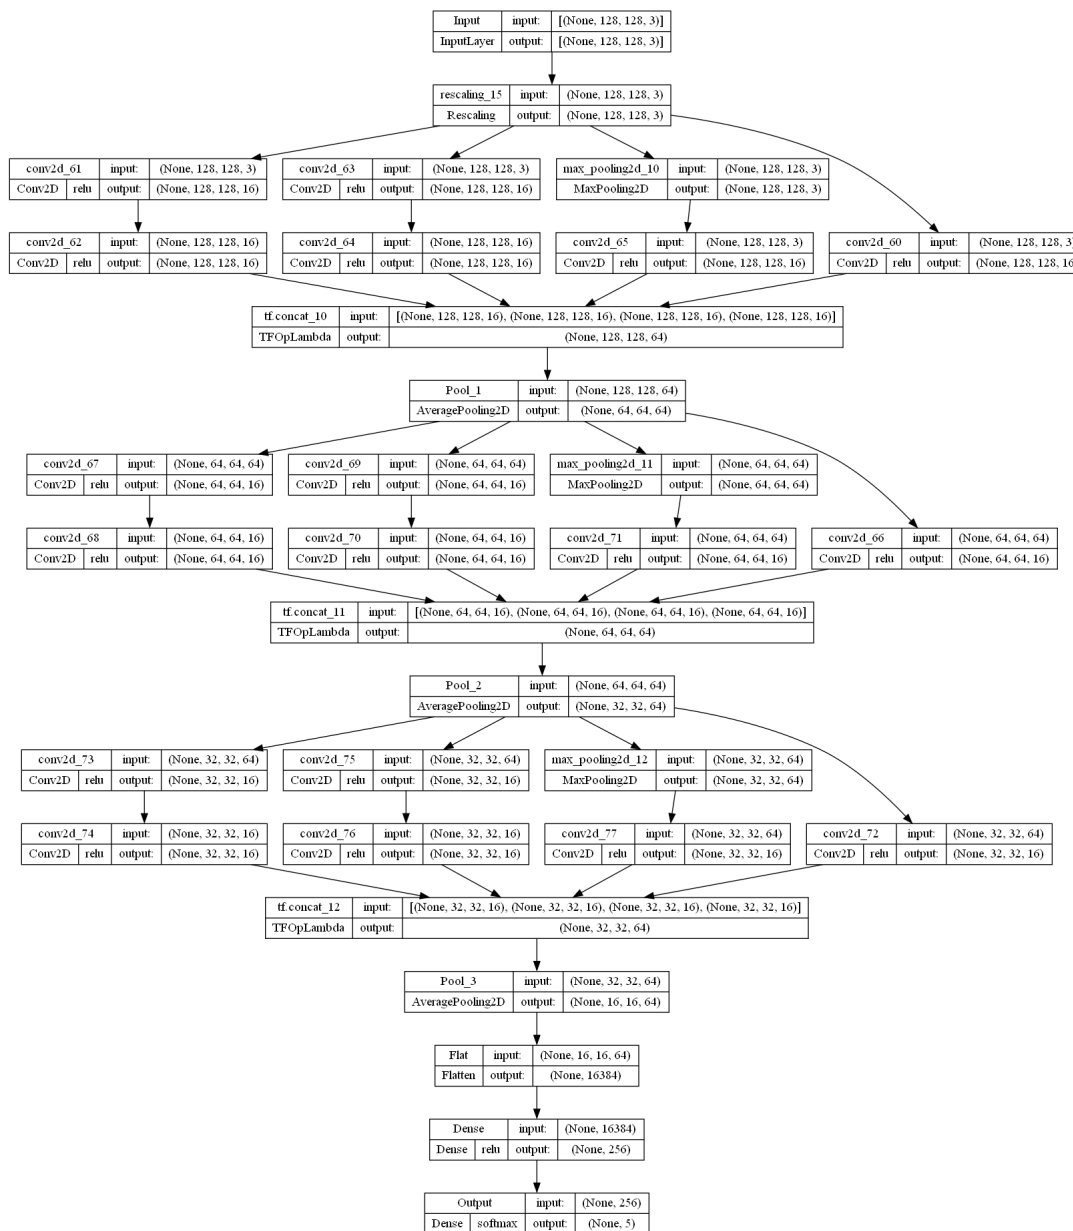 Input input: [(None, 128, 128, 3)]
InputLayer output: [(None, 128, 128, 3)]
rescaling_15 input: (None, 128, 128, 3)
Rescaling output: (None, 128, 128, 3)
conv2d_61 input: (None, 128, 128, 3)
Conv2D relu output: (None, 128, 128, 16)
conv2d_63 input: (None, 128, 128, 3)
Conv2D relu output: (None, 128, 128, 16)
max_pooling2d_10 input: (None, 128, 128, 3)
MaxPooling2D output: (None, 128, 128, 3)
conv2d_62 input: (None, 128, 128, 16)
Conv2D relu output: (None, 128, 128, 16)
conv2d_64 input: (None, 128, 128, 16)
Conv2D relu output: (None, 128, 128, 16)
conv2d_65 input: (None, 128, 128, 3)
Conv2D relu output: (None, 128, 128, 16)
conv2d_60 input: (None, 128, 128, 3)
Conv2D relu output: (None, 128, 128, 16)
tf.concat_10 input: [(None, 128, 128, 16), (None, 128, 128, 16), (None, 128, 128, 16), (None, 128, 128, 16)]
TFOpLambda output: (None, 128, 128, 64)
Pool_1 input: (None, 128, 128, 64)
AveragePooling2D output: (None, 64, 64, 64)
conv2d_67 input: (None, 64, 64, 64)
Conv2D relu output: (None, 64, 64, 16)
conv2d_69 input: (None, 64, 64, 64)
Conv2D relu output: (None, 64, 64, 16)
max_pooling2d_11 input: (None, 64, 64, 64)
MaxPooling2D output: (None, 64, 64, 64)
conv2d_68 input: (None, 64, 64, 16)
Conv2D relu output: (None, 64, 64, 16)
conv2d_70 input: (None, 64, 64, 16)
Conv2D relu output: (None, 64, 64, 16)
conv2d_71 input: (None, 64, 64, 64)
Conv2D relu output: (None, 64, 64, 16)
conv2d_66 input: (None, 64, 64, 64)
Conv2D relu output: (None, 64, 64, 16)
tf.concat_11 input: [(None, 64, 64, 16), (None, 64, 64, 16), (None, 64, 64, 16), (None, 64, 64, 16)]
TFOpLambda output: (None, 64, 64, 64)
Pool_2 input: (None, 64, 64, 64)
AveragePooling2D output: (None, 32, 32, 64)
conv2d_73 input: (None, 32, 32, 64)
Conv2D relu output: (None, 32, 32, 16)
conv2d_75 input: (None, 32, 32, 64)
Conv2D relu output: (None, 32, 32, 16)
max_pooling2d_12 input: (None, 32, 32, 64)
MaxPooling2D output: (None, 32, 32, 64)
conv2d_74 input: (None, 32, 32, 16)
Conv2D relu output: (None, 32, 32, 16)
conv2d_76 input: (None, 32, 32, 16)
Conv2D relu output: (None, 32, 32, 16)
conv2d_77 input: (None, 32, 32, 64)
Conv2D relu output: (None, 32, 32, 16)
conv2d_72 input: (None, 32, 32, 64)
Conv2D relu output: (None, 32, 32, 16)
tf.concat_12 input: [(None, 32, 32, 16), (None, 32, 32, 16), (None, 32, 32, 16), (None, 32, 32, 16)]
TFOpLambda output: (None, 32, 32, 64)
Pool_3 input: (None, 32, 32, 64)
AveragePooling2D output: (None, 16, 16, 64)
Flat input: (None, 16, 16, 64)
Flatten output: (None, 16384)
Dense input: (None, 16384)
Dense relu output: (None, 256)
Output input: (None, 256)
Dense softmax output: (None, 5)